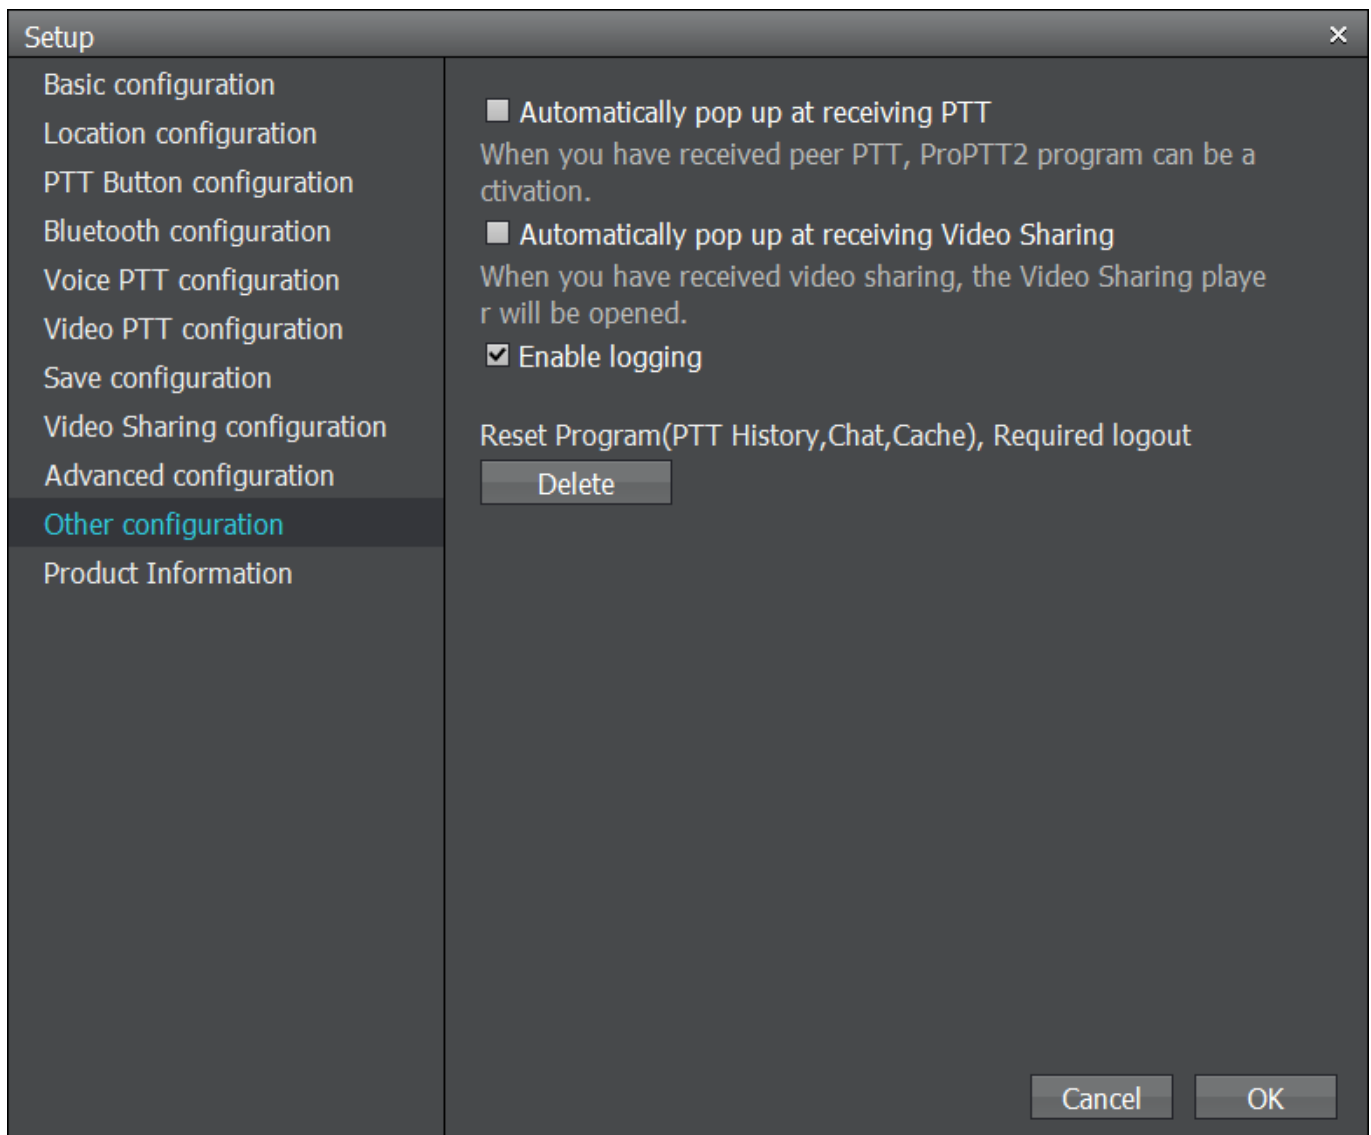 Setup
Basic configuration
Location configuration
PTT Button configuration
Bluetooth configuration
Voice PTT configuration
Video PTT configuration
Save configuration
Video Sharing configuration
Advanced configuration
Other configuration
Product Information
Automatically pop up at receiving PTT
When you have received peer PTT, ProPTT2 program can be a
ctivation.
Automatically pop up at receiving Video Sharing
When you have received video sharing, the Video Sharing playe
r will be opened.
Enable logging
Reset Program(PTT History,Chat,Cache), Required logout
Delete
Cancel
OK